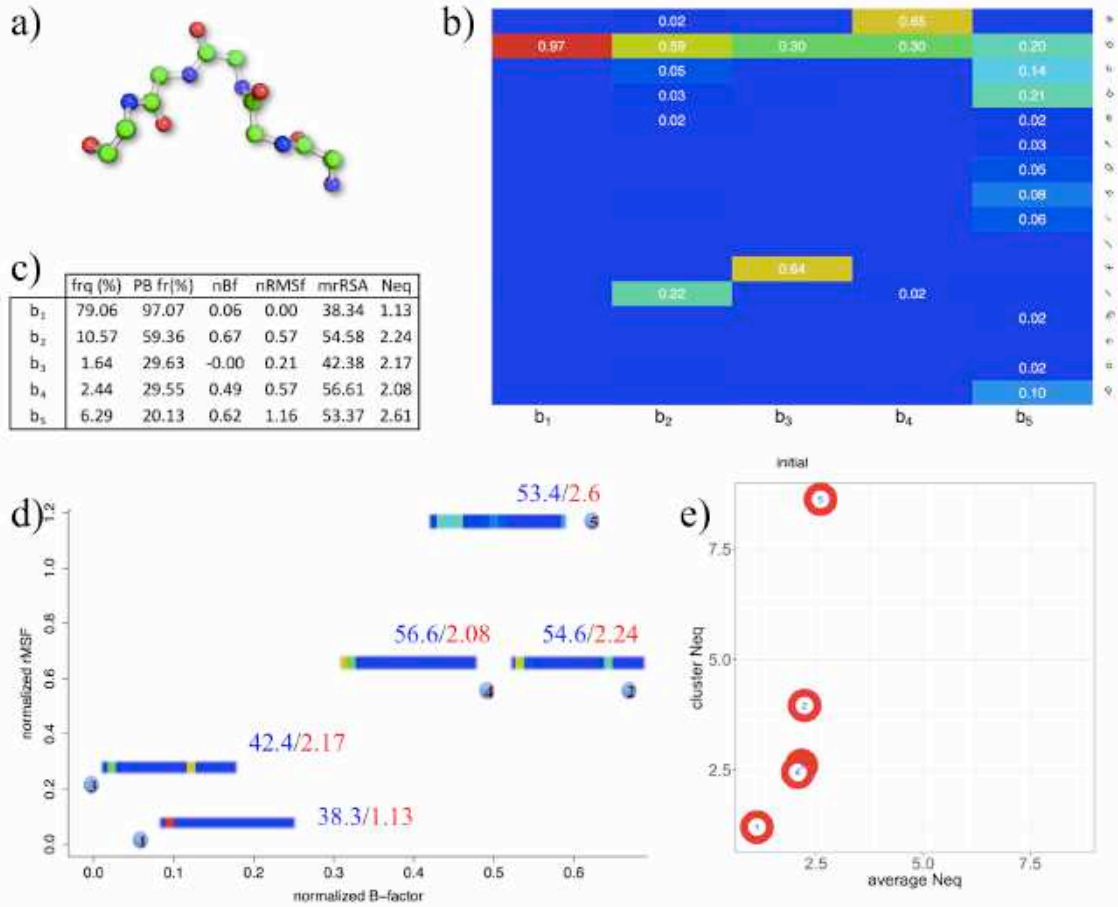 a)
b)
0.02 0.65
0.97 0.59 0.30 0.30 0.20
0.05 0.14
0.03 0.21
0.02 0.02
0.03
0.05
0.08
0.06
0.64
0.22 0.02
0.02
0.02
0.10
b₁ b₂ b₃ b₄ b₅
c)
frq (%) PB fr(%) nBf nRMSf mrRSA Neq
b₁ 79.06 97.07 0.06 0.00 38.34 1.13
b₂ 10.57 59.36 0.67 0.57 54.58 2.24
b₃ 1.64 29.63 -0.00 0.21 42.38 2.17
b₄ 2.44 29.55 0.49 0.57 56.61 2.08
b₅ 6.29 20.13 0.62 1.16 53.37 2.61
d)
53.4/2.6
5
56.6/2.08
54.6/2.24
4
2
42.4/2.17
3
38.3/1.13
1
normalized rMSF
0.0 0.2 0.4 0.6 0.8 1.0 1.2
0.0 0.1 0.2 0.3 0.4 0.5 0.6
normalized B-factor
e)
initial
5
2
4
1
cluster Neq
7.5
5.0
2.5
2.5 5.0 7.5
average Neq